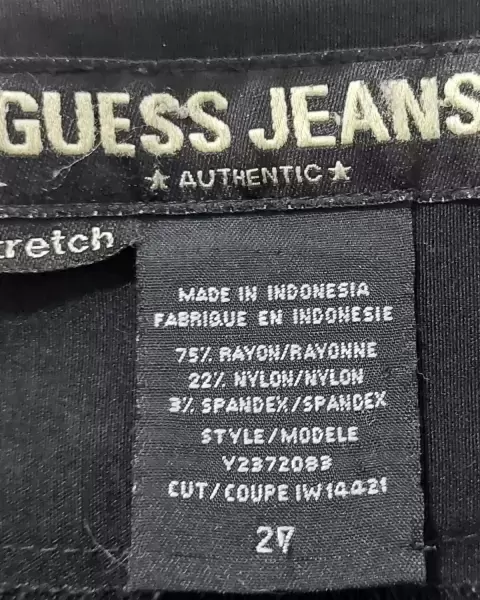 GUESS JEANS
★ AUTHENTIC ★
tretch
MADE IN INDONESIA
FABRIQUE EN INDONESIE
75% RAYON/RAYONNE
22% NYLON/NYLON
3% SPANDEX/SPANDEX
STYLE/MODELE
Y2372083
CUT/COUPE IW14421
27